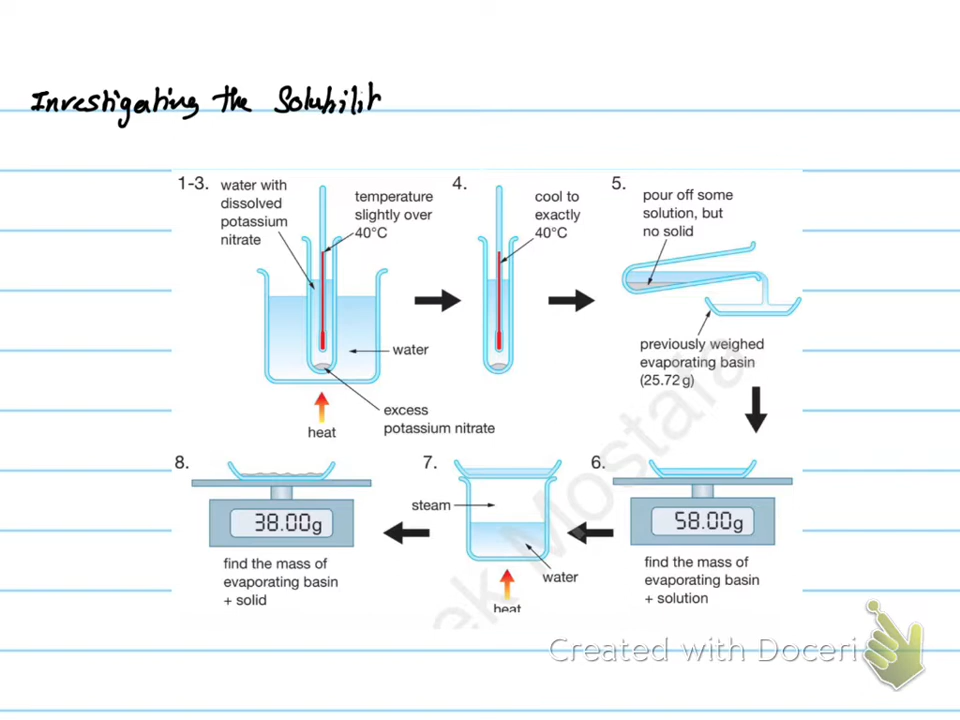 Investigating the Solubilit
1-3.
water with
dissolved
potassium
nitrate
temperature
slightly over
40°C
water
excess
potassium nitrate
heat
4.
cool to
exactly
40°C
5.
pour off some
solution, but
no solid
previously weighed
evaporating basin
(25.72 g)
8.
38.00g
find the mass of
evaporating basin
+ solid
7.
steam
water
heat
6.
58.00g
find the mass of
evaporating basin
+ solution
ek Mostafa
Created with Doceri